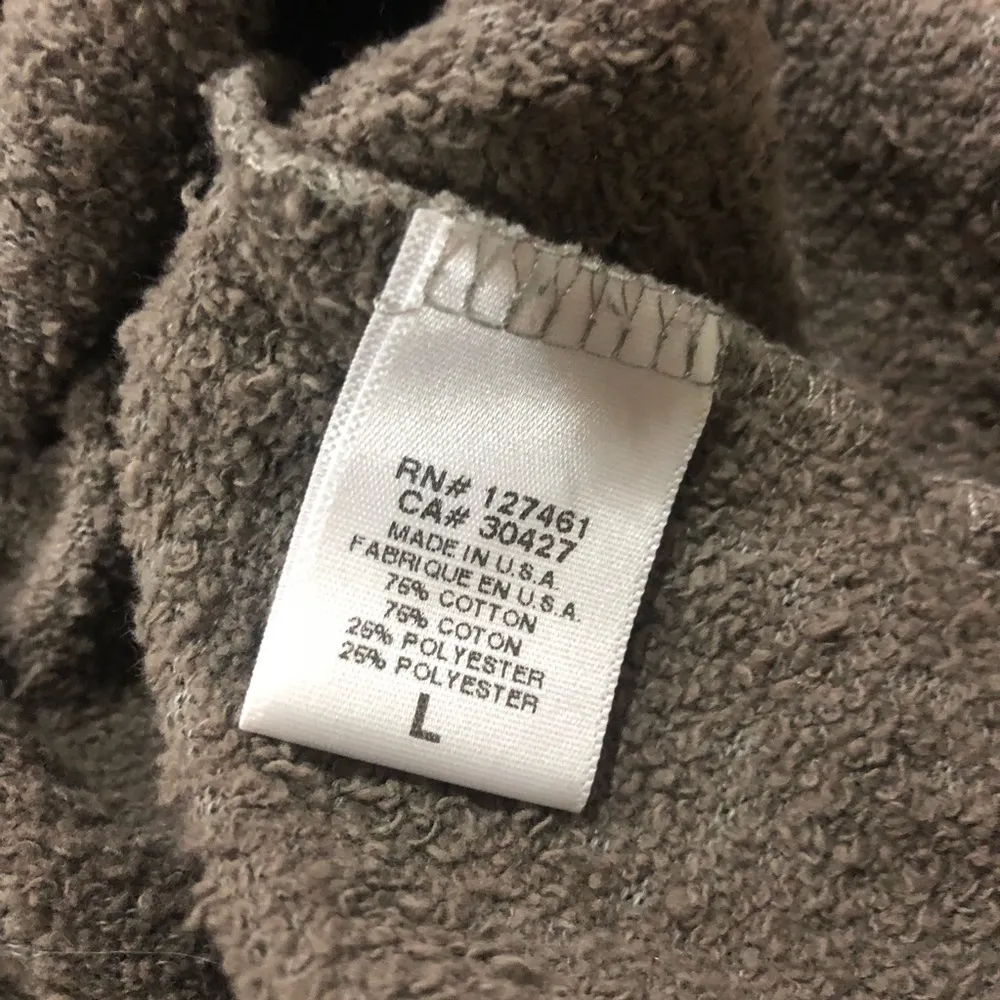 RN# 127461
CA# 30427
MADE IN U.S.A.
FABRIQUE EN U.S.A.
75% COTTON
75% COTON
25% POLYESTER
25% POLYESTER
L